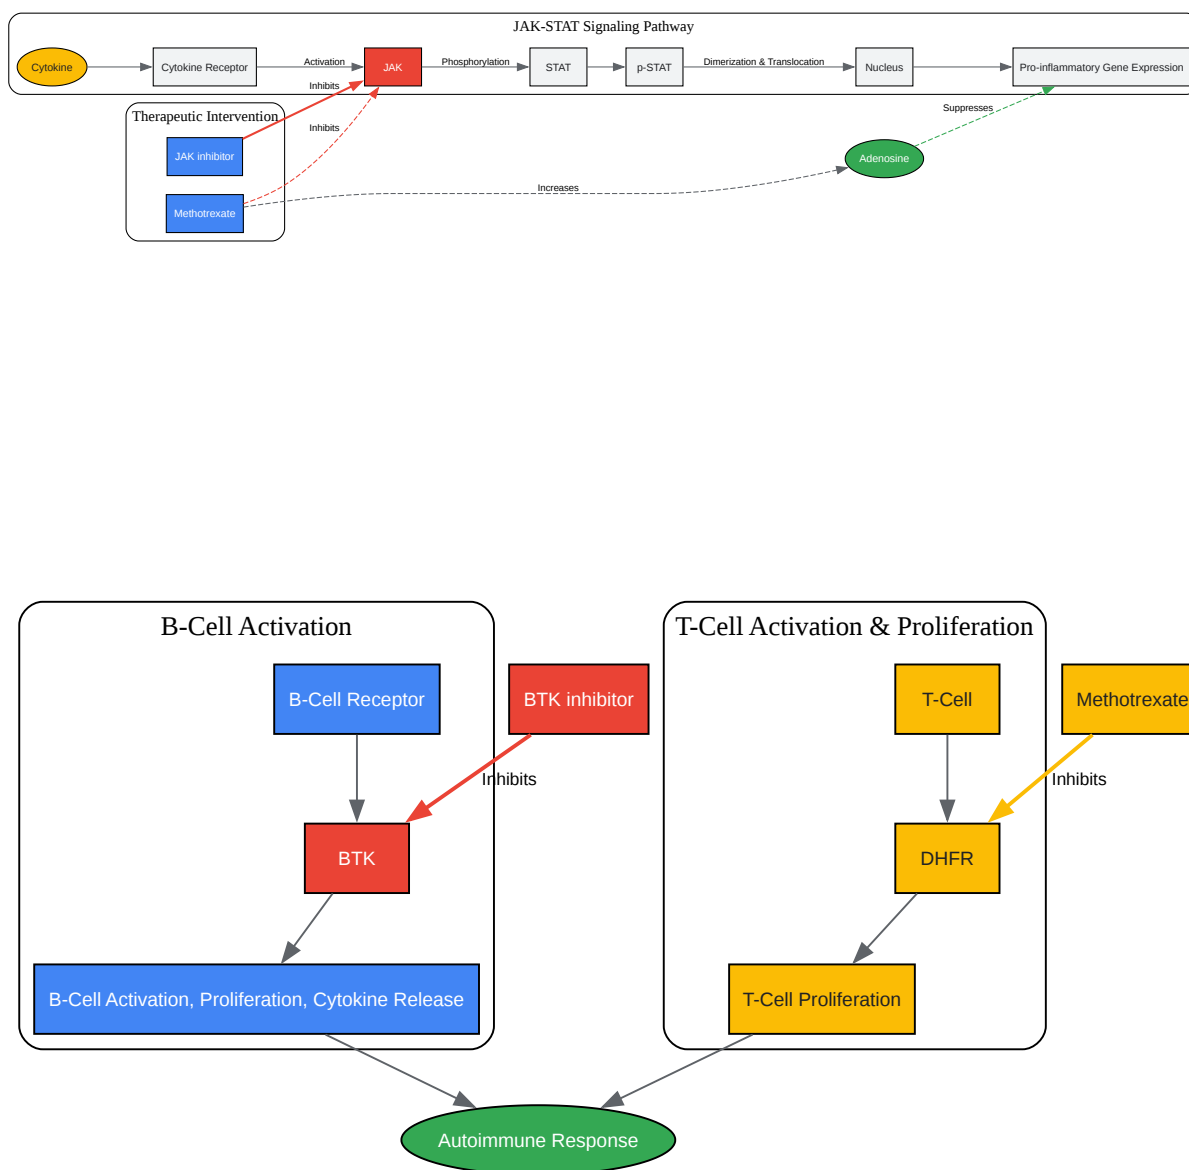 JAK-STAT Signaling Pathway
Cytokine
Cytokine Receptor
Activation
JAK
Phosphorylation
STAT
p-STAT
Dimerization & Translocation
Nucleus
Pro-inflammatory Gene Expression
Inhibits
Suppresses
Therapeutic Intervention
Inhibits
JAK inhibitor
Adenosine
Increases
Methotrexate
B-Cell Activation
B-Cell Receptor
BTK inhibitor
Inhibits
BTK
B-Cell Activation, Proliferation, Cytokine Release
T-Cell Activation & Proliferation
T-Cell
Methotrexate
Inhibits
DHFR
T-Cell Proliferation
Autoimmune Response